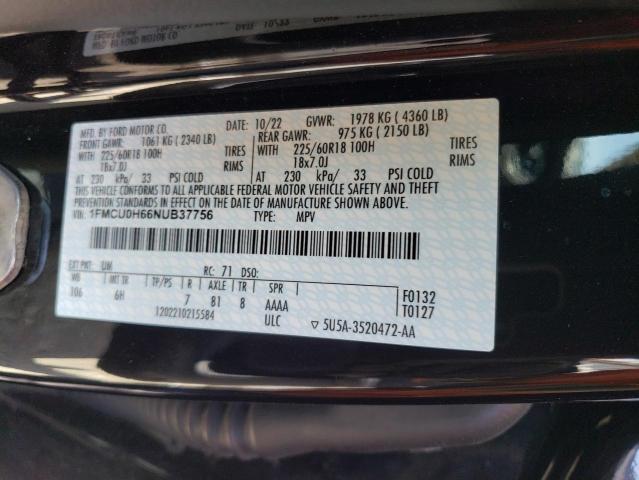 MFD. BY FORD MOTOR CO.
DATE: 10/22 GVWR: 1978 KG ( 4360 LB)
FRONT GAWR: 1061 KG ( 2340 LB) REAR GAWR: 975 KG ( 2150 LB)
WITH 225/60R18 100H TIRES WITH 225/60R18 100H TIRES
18x7.0J RIMS 18x7.0J RIMS
AT 230 kPa/ 33 PSI COLD AT 230 kPa/ 33 PSI COLD
THIS VEHICLE CONFORMS TO ALL APPLICABLE FEDERAL MOTOR VEHICLE SAFETY AND THEFT
PREVENTION STANDARDS IN EFFECT ON THE DATE OF MANUFACTURE SHOWN ABOVE.
VIN: 1FMCU0H66NUB37756 TYPE: MPV
EXT PNT: UM RC: 71 DSO:
WB INT TR TP/PS R AXLE TR SPR
106 6H 7 81 8 AAAA F0132
1202210215584 ULC T0127
▽ 5U5A-3520472-AA